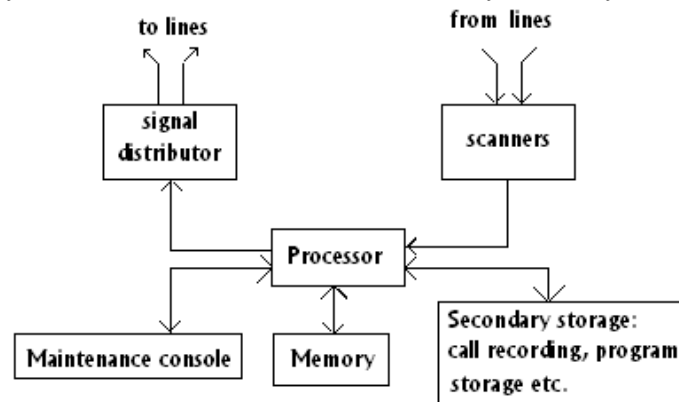 to lines
from lines
signal
distributor
scanners
Processor
Maintenance console
Memory
Secondary storage:
call recording, program
storage etc.